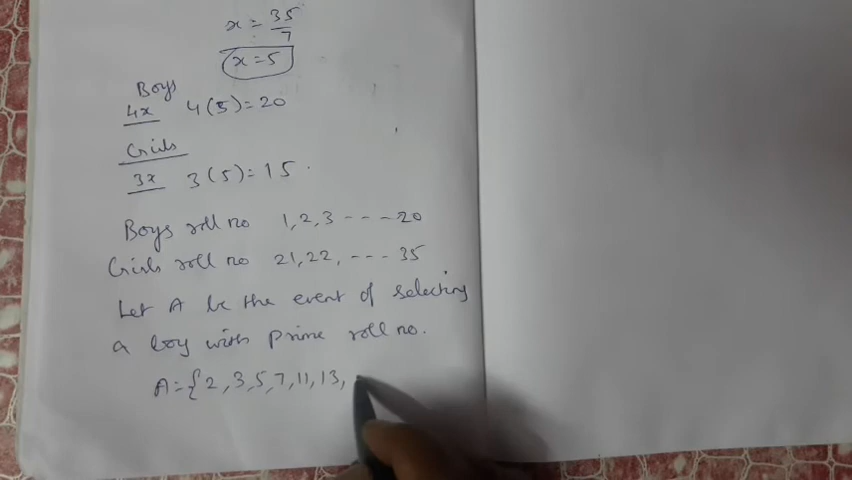 x = 35/7
x = 5
Boys
4x 4(5) = 20
Girls
3x 3(5) = 15.
Boys roll no 1, 2, 3 - - - - 20
Girls roll no 21, 22, - - - 35
Let A be the event of selecting
a boy with prime roll no.
A = {2, 3, 5, 7, 11, 13,